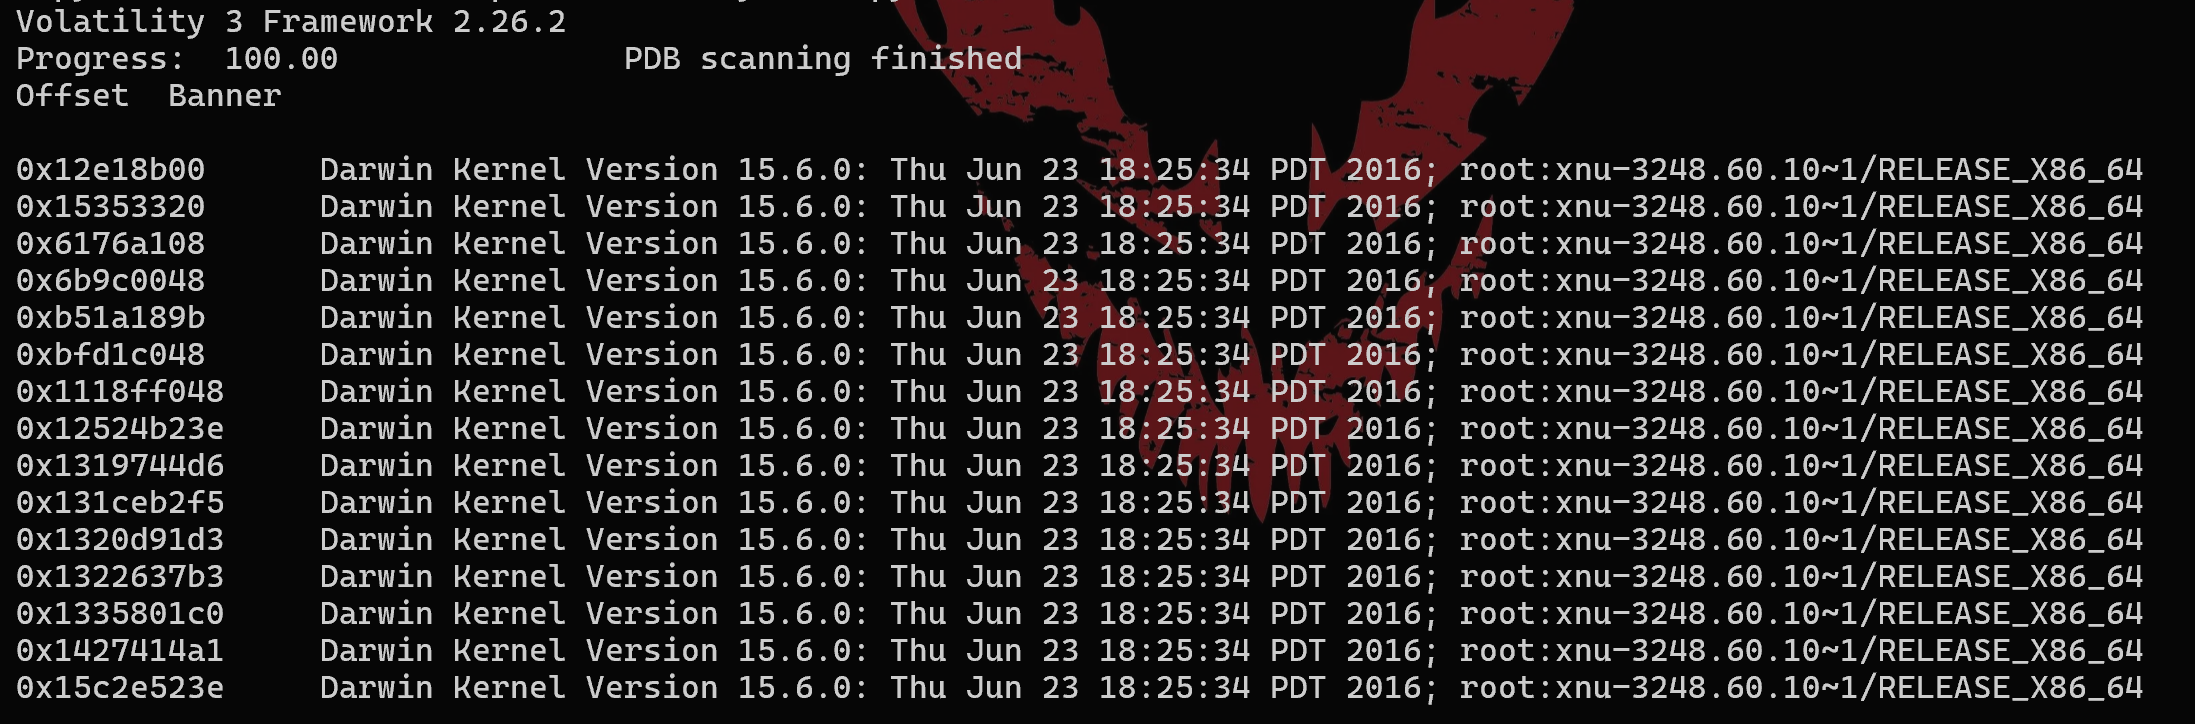 Volatility 3 Framework 2.26.2
Progress:  100.00               PDB scanning finished
Offset  Banner
0x12e18b00      Darwin Kernel Version 15.6.0: Thu Jun 23 18:25:34 PDT 2016; root:xnu-3248.60.10~1/RELEASE_X86_64
0x15353320      Darwin Kernel Version 15.6.0: Thu Jun 23 18:25:34 PDT 2016; root:xnu-3248.60.10~1/RELEASE_X86_64
0x6176a108      Darwin Kernel Version 15.6.0: Thu Jun 23 18:25:34 PDT 2016; root:xnu-3248.60.10~1/RELEASE_X86_64
0x6b9c0048      Darwin Kernel Version 15.6.0: Thu Jun 23 18:25:34 PDT 2016; root:xnu-3248.60.10~1/RELEASE_X86_64
0xb51a189b      Darwin Kernel Version 15.6.0: Thu Jun 23 18:25:34 PDT 2016; root:xnu-3248.60.10~1/RELEASE_X86_64
0xbfd1c048      Darwin Kernel Version 15.6.0: Thu Jun 23 18:25:34 PDT 2016; root:xnu-3248.60.10~1/RELEASE_X86_64
0x1118ff048     Darwin Kernel Version 15.6.0: Thu Jun 23 18:25:34 PDT 2016; root:xnu-3248.60.10~1/RELEASE_X86_64
0x12524b23e     Darwin Kernel Version 15.6.0: Thu Jun 23 18:25:34 PDT 2016; root:xnu-3248.60.10~1/RELEASE_X86_64
0x1319744d6     Darwin Kernel Version 15.6.0: Thu Jun 23 18:25:34 PDT 2016; root:xnu-3248.60.10~1/RELEASE_X86_64
0x131ceb2f5     Darwin Kernel Version 15.6.0: Thu Jun 23 18:25:34 PDT 2016; root:xnu-3248.60.10~1/RELEASE_X86_64
0x1320d91d3     Darwin Kernel Version 15.6.0: Thu Jun 23 18:25:34 PDT 2016; root:xnu-3248.60.10~1/RELEASE_X86_64
0x1322637b3     Darwin Kernel Version 15.6.0: Thu Jun 23 18:25:34 PDT 2016; root:xnu-3248.60.10~1/RELEASE_X86_64
0x1335801c0     Darwin Kernel Version 15.6.0: Thu Jun 23 18:25:34 PDT 2016; root:xnu-3248.60.10~1/RELEASE_X86_64
0x1427414a1     Darwin Kernel Version 15.6.0: Thu Jun 23 18:25:34 PDT 2016; root:xnu-3248.60.10~1/RELEASE_X86_64
0x15c2e523e     Darwin Kernel Version 15.6.0: Thu Jun 23 18:25:34 PDT 2016; root:xnu-3248.60.10~1/RELEASE_X86_64